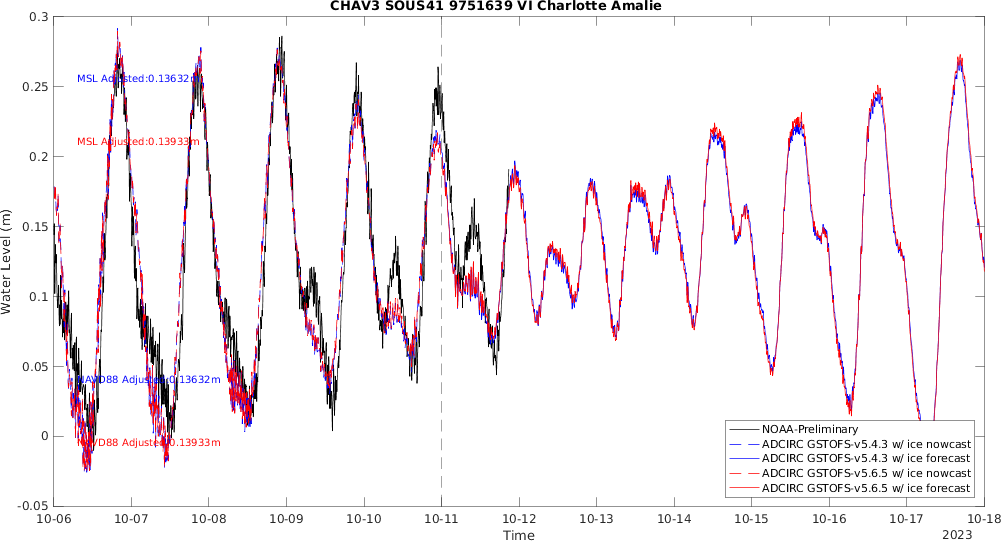 CHAV3 SOUS41 9751639 VI Charlotte Amalie
0.3
0.25
0.2
0.15
0.1
0.05
0
-0.05
Water Level (m)
MSL Adjusted:0.13632m
MSL Adjusted:0.13933m
NAVD88 Adjusted:0.13632m
NAVD88 Adjusted:0.13933m
NOAA-Preliminary
ADCIRC GSTOFS-v5.4.3 w/ ice nowcast
ADCIRC GSTOFS-v5.4.3 w/ ice forecast
ADCIRC GSTOFS-v5.6.5 w/ ice nowcast
ADCIRC GSTOFS-v5.6.5 w/ ice forecast
10-06 10-07 10-08 10-09 10-10 10-11 10-12 10-13 10-14 10-15 10-16 10-17 10-18
Time
2023